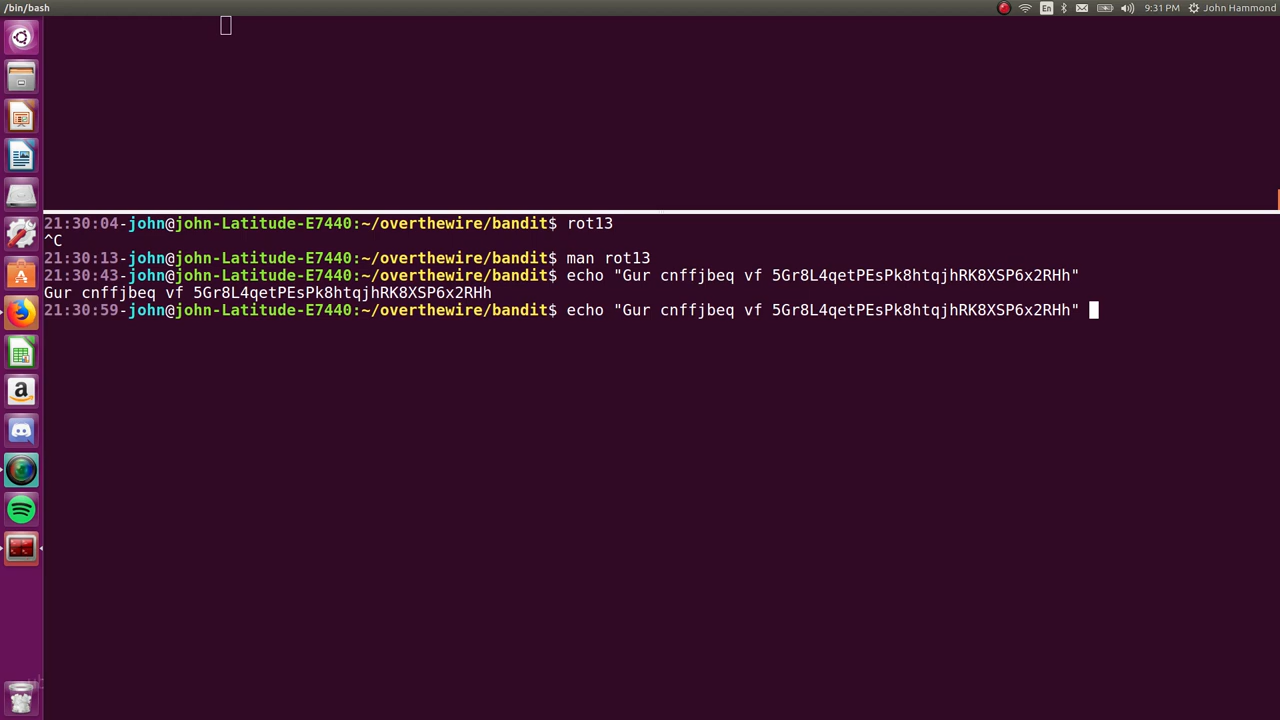 /bin/bash
En
9:31 PM
John Hammond
21:30:04-john@john-Latitude-E7440:~/overthewire/bandit$ rot13
^C
21:30:13-john@john-Latitude-E7440:~/overthewire/bandit$ man rot13
21:30:43-john@john-Latitude-E7440:~/overthewire/bandit$ echo "Gur cnffjbeq vf 5Gr8L4qetPEsPk8htqjhRK8XSP6x2RHh"
Gur cnffjbeq vf 5Gr8L4qetPEsPk8htqjhRK8XSP6x2RHh
21:30:59-john@john-Latitude-E7440:~/overthewire/bandit$ echo "Gur cnffjbeq vf 5Gr8L4qetPEsPk8htqjhRK8XSP6x2RHh"